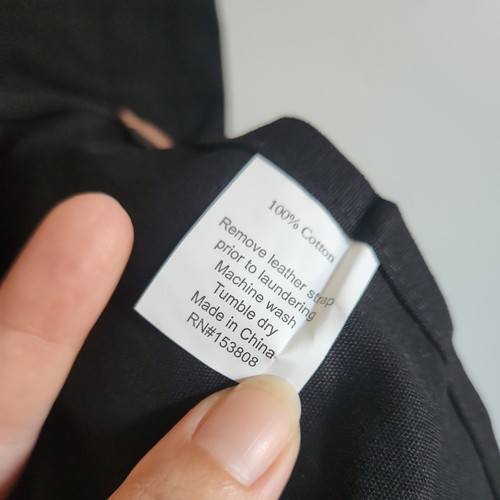 100% Cotton
Remove leather strap
prior to laundering
Machine wash
Tumble dry
Made in China
RN#153808